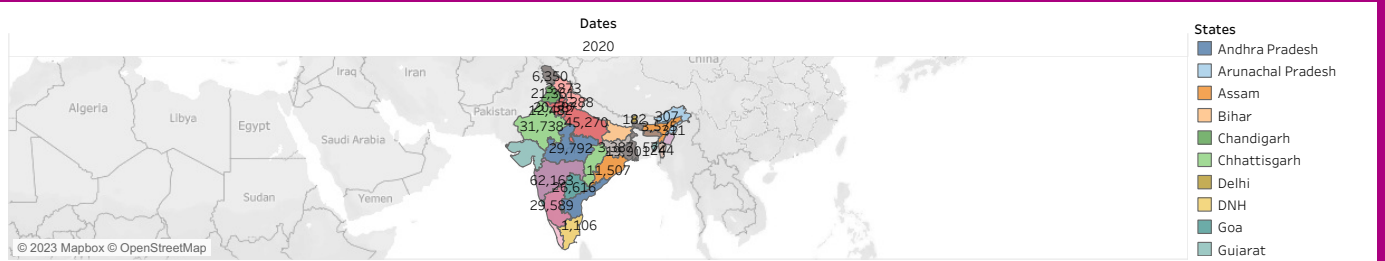 Dates
2020
States
Andhra Pradesh
Arunachal Pradesh
Assam
Bihar
Chandigarh
Chhattisgarh
Delhi
DNH
Goa
Gujarat
China
Iraq
Iran
Algeria
Libya
Egypt
Pakistan
Saudi Arabia
Sudan
Yemen
6,350
31,738
45,270
182
307
29,792
11,507
62,163
26,616
29,589
1,106
© 2023 Mapbox © OpenStreetMap